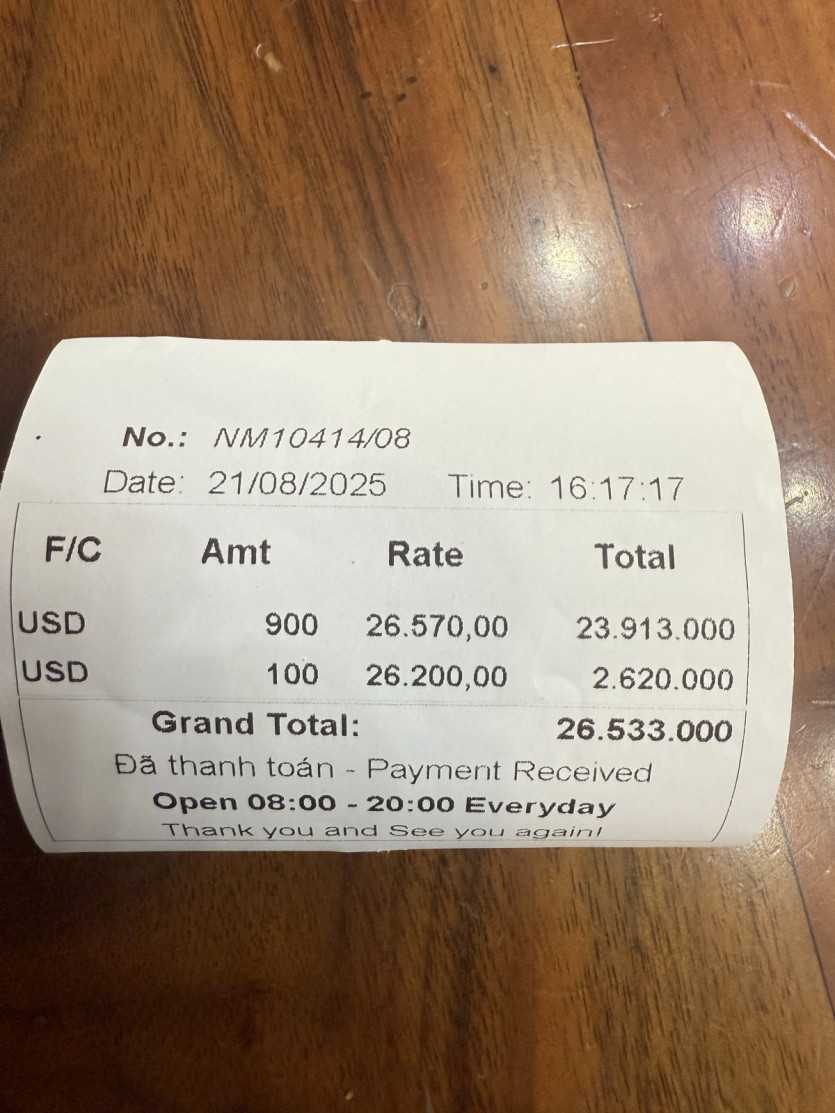 No.: NM10414/08
Date: 21/08/2025 Time: 16:17:17
F/C Amt Rate Total
USD 900 26.570,00 23.913.000
USD 100 26.200,00 2.620.000
Grand Total: 26.533.000
Đã thanh toán - Payment Received
Open 08:00 - 20:00 Everyday
Thank you and See you again!